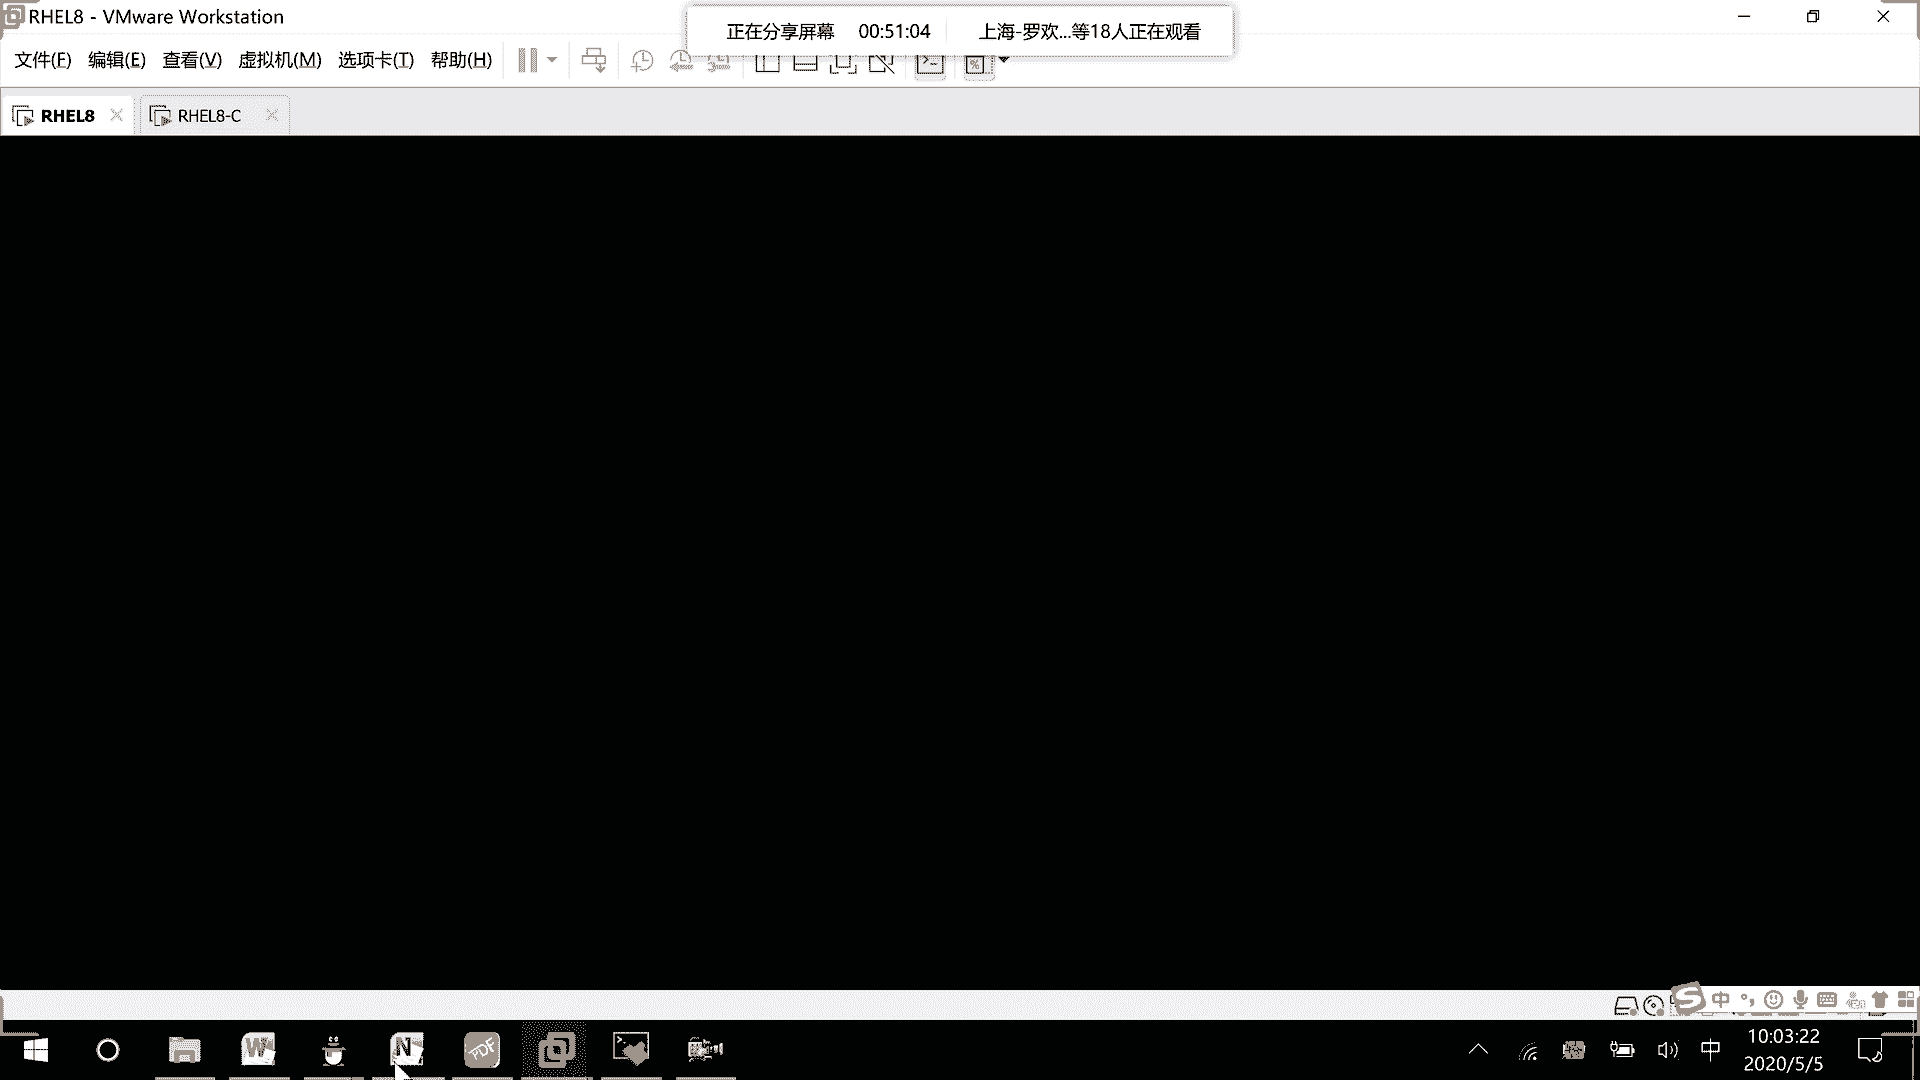 RHEL8 - VMware Workstation
正在分享屏幕 00:51:04 上海-罗欢...等18人正在观看
文件(F) 编辑(E) 查看(V) 虚拟机(M) 选项卡(T) 帮助(H)
RHEL8 RHEL8-C
中
W N PDF 中
10:03:22
2020/5/5